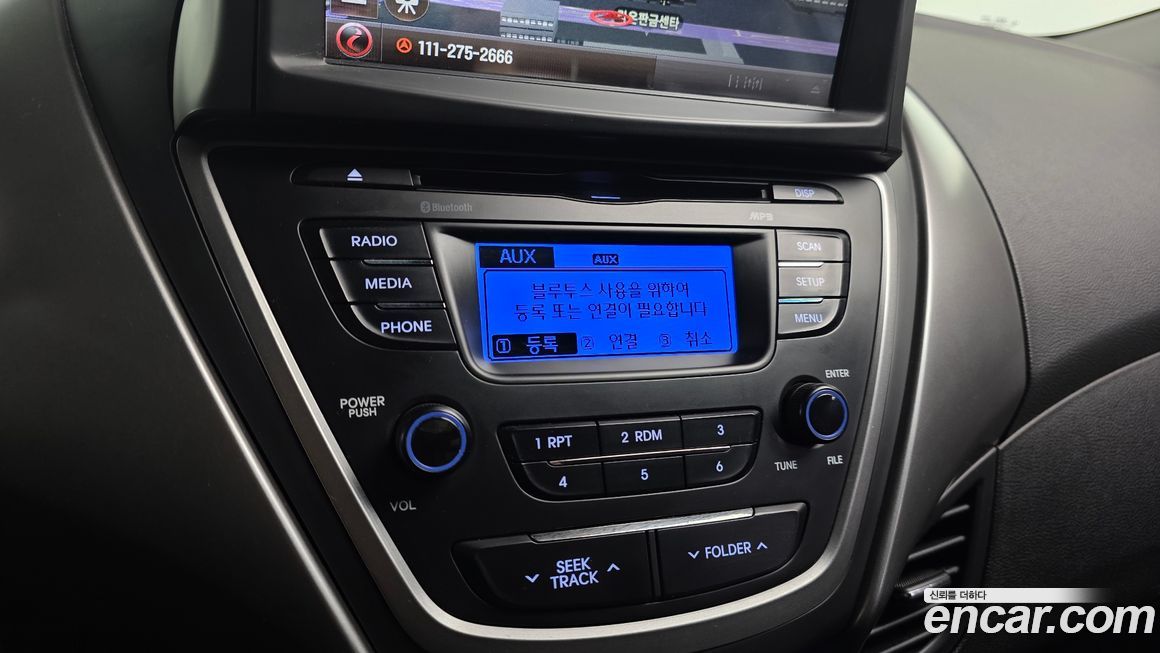 111-275-2666
DISP
Bluetooth
MP3
RADIO
MEDIA
PHONE
SCAN
SETUP
MENU
AUX
AUX
블루투스 사용을 위하여
등록 또는 연결이 필요합니다
1 등록 2 연결 3 취소
POWER
PUSH
VOL
ENTER
TUNE
FILE
1 RPT
2 RDM
3
4
5
6
SEEK
TRACK
FOLDER
신뢰를 더하다
encar.com